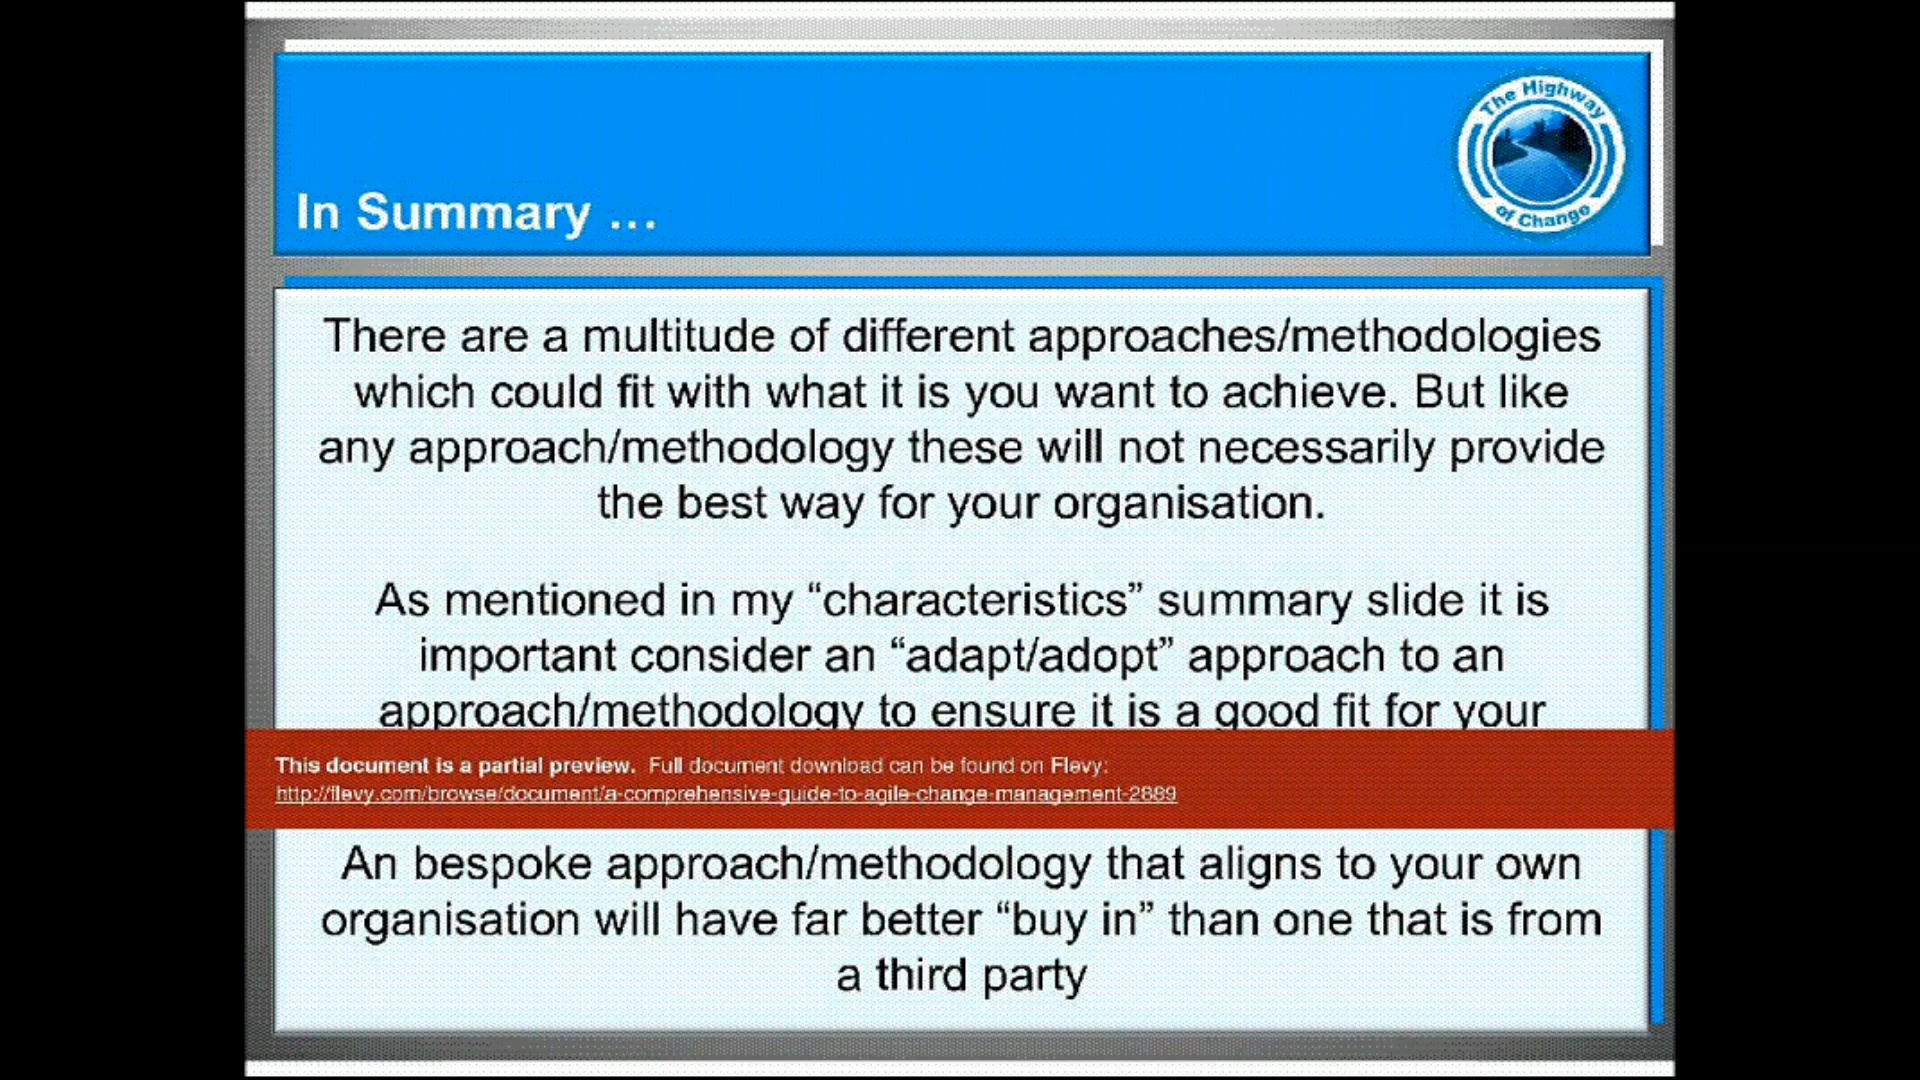 The Highway
of Change
In Summary ...
There are a multitude of different approaches/methodologies
which could fit with what it is you want to achieve. But like
any approach/methodology these will not necessarily provide
the best way for your organisation.
As mentioned in my “characteristics” summary slide it is
important consider an “adapt/adopt” approach to an
approach/methodology to ensure it is a good fit for your
This document is a partial preview. Full document download can be found on Flevy:
http://flevy.com/browse/document/a-comprehensive-guide-to-agile-change-management-2889
An bespoke approach/methodology that aligns to your own
organisation will have far better “buy in” than one that is from
a third party